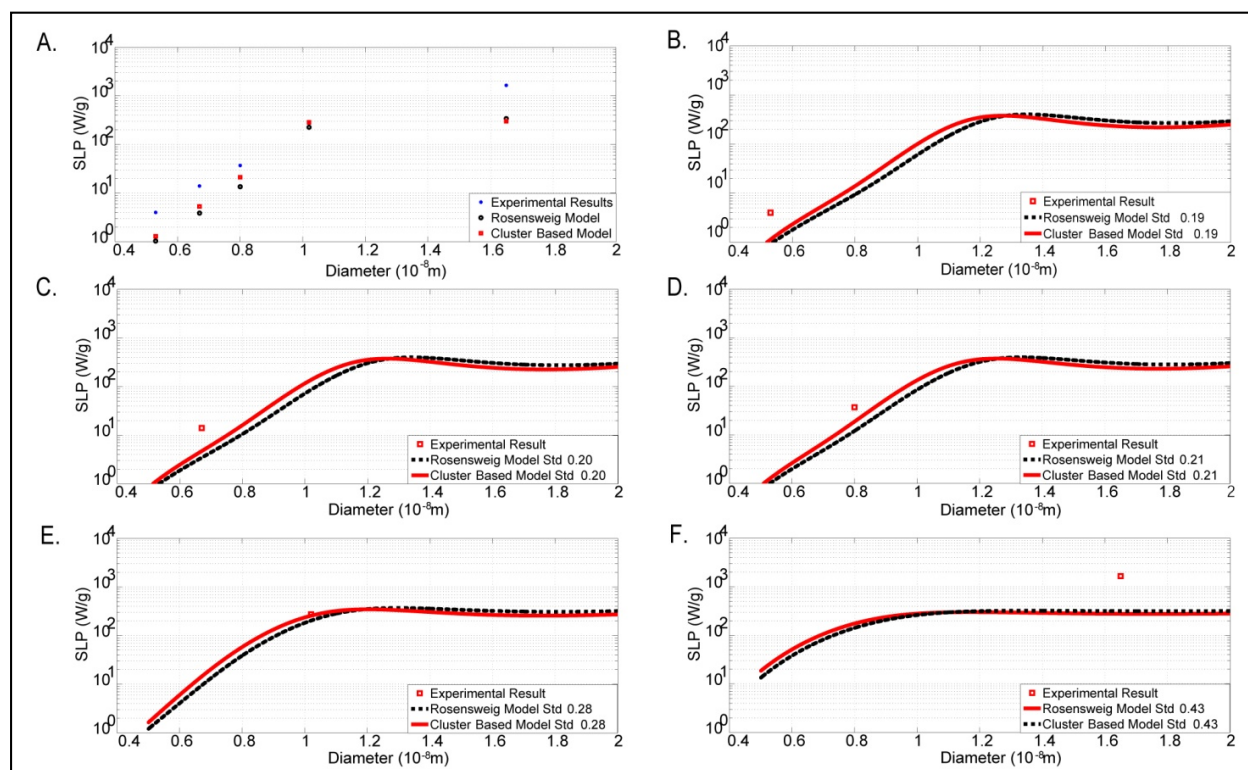 A.
10^4
10^3
10^2
10^1
10^0
SLP (W/g)
Experimental Results
Rosensweig Model
Cluster Based Model
0.4 0.6 0.8 1 1.2 1.4 1.6 1.8 2
Diameter (10^-8m)
B.
10^4
10^3
10^2
10^1
10^0
SLP (W/g)
Experimental Result
Rosensweig Model Std 0.19
Cluster Based Model Std 0.19
0.4 0.6 0.8 1 1.2 1.4 1.6 1.8 2
Diameter (10^-8m)
C.
10^4
10^3
10^2
10^1
10^0
SLP (W/g)
Experimental Result
Rosensweig Model Std 0.20
Cluster Based Model Std 0.20
0.4 0.6 0.8 1 1.2 1.4 1.6 1.8 2
Diameter (10^-8m)
D.
10^4
10^3
10^2
10^1
10^0
SLP (W/g)
Experimental Result
Rosensweig Model Std 0.21
Cluster Based Model Std 0.21
0.4 0.6 0.8 1 1.2 1.4 1.6 1.8 2
Diameter (10^-8m)
E.
10^4
10^3
10^2
10^1
10^0
SLP (W/g)
Experimental Result
Rosensweig Model Std 0.28
Cluster Based Model Std 0.28
0.4 0.6 0.8 1 1.2 1.4 1.6 1.8 2
Diameter (10^-8m)
F.
10^4
10^3
10^2
10^1
10^0
SLP (W/g)
Experimental Result
Rosensweig Model Std 0.43
Cluster Based Model Std 0.43
0.4 0.6 0.8 1 1.2 1.4 1.6 1.8 2
Diameter (10^-8m)